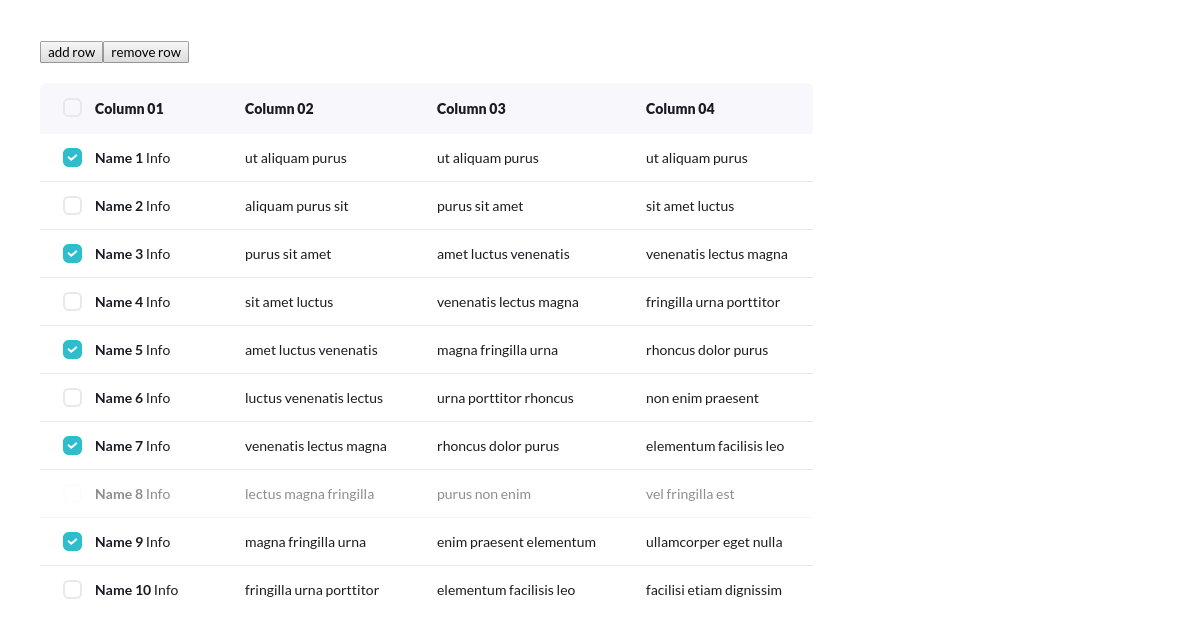 add row remove row
Column 01 Column 02 Column 03 Column 04
Name 1 Info ut aliquam purus ut aliquam purus ut aliquam purus
Name 2 Info aliquam purus sit purus sit amet sit amet luctus
Name 3 Info purus sit amet amet luctus venenatis venenatis lectus magna
Name 4 Info sit amet luctus venenatis lectus magna fringilla urna porttitor
Name 5 Info amet luctus venenatis magna fringilla urna rhoncus dolor purus
Name 6 Info luctus venenatis lectus urna porttitor rhoncus non enim praesent
Name 7 Info venenatis lectus magna rhoncus dolor purus elementum facilisis leo
Name 8 Info lectus magna fringilla purus non enim vel fringilla est
Name 9 Info magna fringilla urna enim praesent elementum ullamcorper eget nulla
Name 10 Info fringilla urna porttitor elementum facilisis leo facilisi etiam dignissim